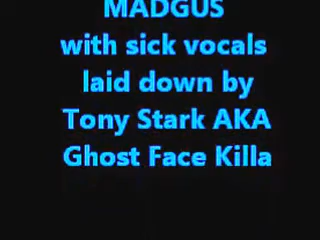 MADGUS
with sick vocals
laid down by
Tony Stark AKA
Ghost Face Killa